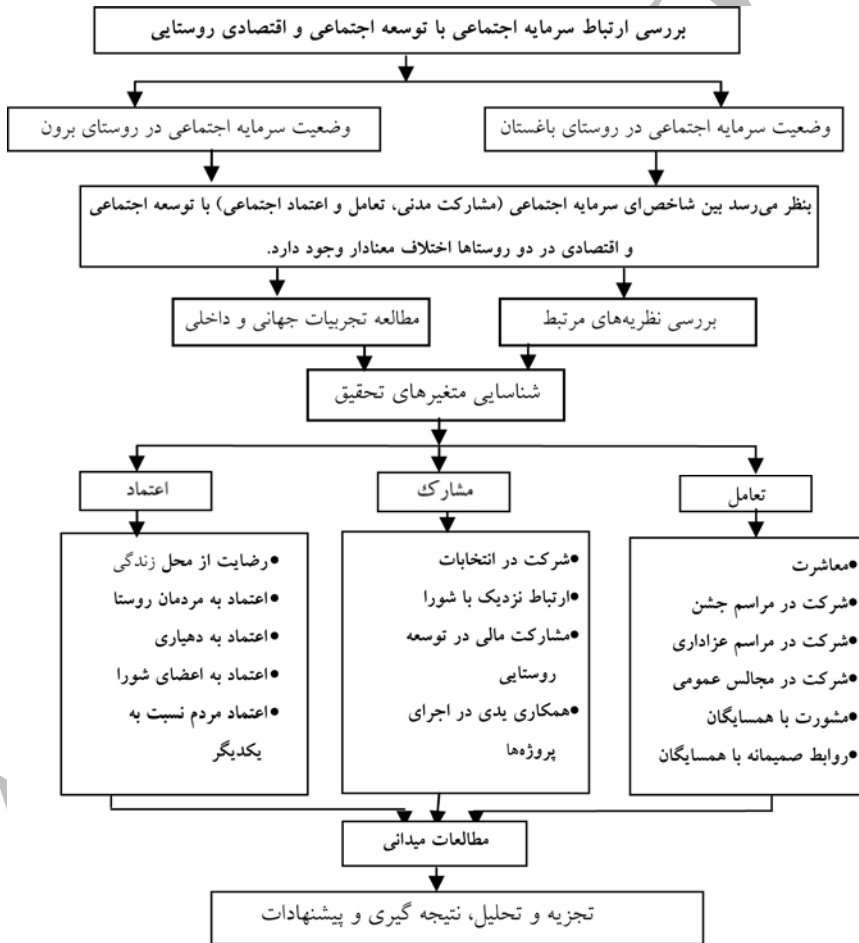 بررسی ارتباط سرمایه اجتماعی با توسعه اجتماعی و اقتصادی روستایی
وضعیت سرمایه اجتماعی در روستای باغستان
وضعیت سرمایه اجتماعی در روستای برون
بنظر می‌رسد بین شاخص‌ای سرمایه اجتماعی (مشارکت مدنی، تعامل و اعتماد اجتماعی) با توسعه اجتماعی
و اقتصادی در دو روستاها اختلاف معنادار وجود دارد.
بررسی نظریه‌های مرتبط
مطالعه تجربیات جهانی و داخلی
شناسایی متغیرهای تحقیق
تعامل
مشارک
اعتماد
●معاشرت
●شرکت در مراسم جشن
●شرکت در مراسم عزاداری
●شرکت در مجالس عمومی
●مشورت با همسایگان
●روابط صمیمانه با همسایگان
●شرکت در انتخابات
●ارتباط نزدیک با شورا
●مشارکت مالی در توسعه
روستایی
●همکاری یدی در اجرای
پروژه‌ها
●رضایت از محل زندگی
●اعتماد به مردمان روستا
●اعتماد به دهیاری
●اعتماد به اعضای شورا
●اعتماد مردم نسبت به
یکدیگر
مطالعات میدانی
تجزیه و تحلیل، نتیجه گیری و پیشنهادات